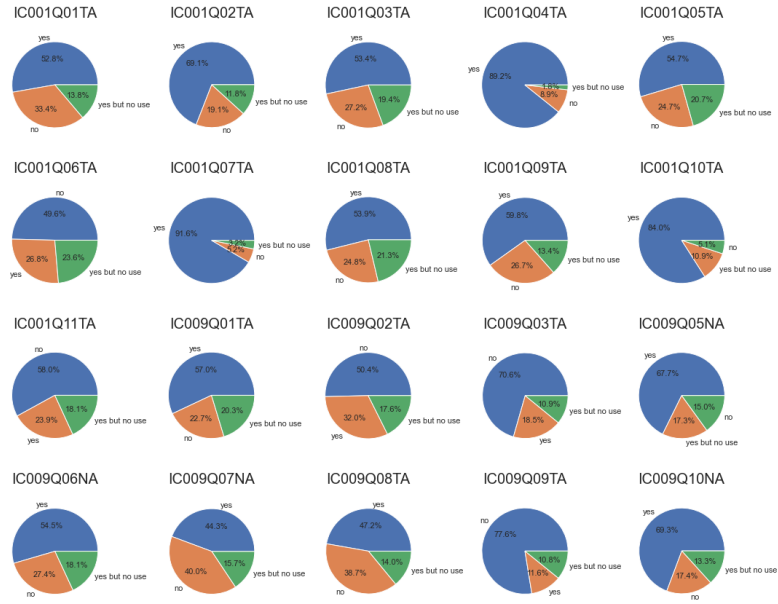 IC001Q01TA
yes
52.8%
13.8%
yes but no use
33.4%
no
IC001Q02TA
yes
69.1%
11.8%
yes but no use
19.1%
no
IC001Q03TA
yes
53.4%
19.4%
yes but no use
27.2%
no
IC001Q04TA
yes
89.2%
yes but no use
8.9%
no
IC001Q05TA
yes
54.7%
20.7%
yes but no use
24.7%
no
IC001Q06TA
no
49.6%
26.8%
23.6%
yes
yes but no use
IC001Q07TA
yes
91.6%
yes but no use
5.2%
no
IC001Q08TA
yes
53.9%
21.3%
yes but no use
24.8%
no
IC001Q09TA
yes
59.8%
13.4%
yes but no use
26.7%
no
IC001Q10TA
yes
84.0%
5.1%
no
10.9%
yes but no use
IC001Q11TA
no
58.0%
18.1%
yes but no use
23.9%
yes
IC009Q01TA
yes
57.0%
20.3%
yes but no use
22.7%
no
IC009Q02TA
no
50.4%
17.6%
yes but no use
32.0%
yes
IC009Q03TA
no
70.6%
10.9%
yes but no use
18.5%
yes
IC009Q05NA
yes
67.7%
15.0%
no
17.3%
yes but no use
IC009Q06NA
yes
54.5%
18.1%
yes but no use
27.4%
no
IC009Q07NA
yes
44.3%
40.0%
15.7%
yes but no use
no
IC009Q08TA
yes
47.2%
14.0%
yes but no use
38.7%
no
IC009Q09TA
no
77.6%
10.8%
yes but no use
11.6%
yes
IC009Q10NA
yes
69.3%
13.3%
yes but no use
17.4%
no